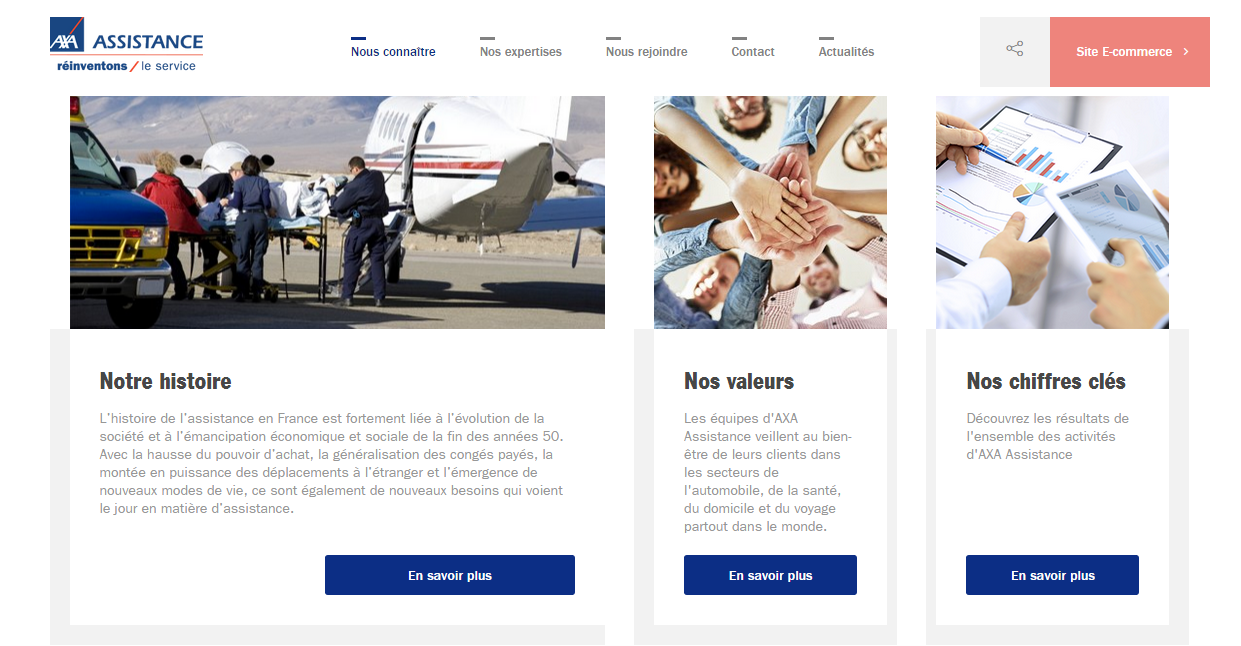 AXA ASSISTANCE
réinventons / le service
Nous connaître
Nos expertises
Nous rejoindre
Contact
Actualités
Site E-commerce
Notre histoire
L'histoire de l'assistance en France est fortement liée à l'évolution de la
société et à l'émancipation économique et sociale de la fin des années 50.
Avec la hausse du pouvoir d'achat, la généralisation des congés payés, la
montée en puissance des déplacements à l'étranger et l'émergence de
nouveaux modes de vie, ce sont également de nouveaux besoins qui voient
le jour en matière d'assistance.
En savoir plus
Nos valeurs
Les équipes d'AXA
Assistance veillent au bien-
être de leurs clients dans
les secteurs de
l'automobile, de la santé,
du domicile et du voyage
partout dans le monde.
En savoir plus
Nos chiffres clés
Découvrez les résultats de
l'ensemble des activités
d'AXA Assistance
En savoir plus